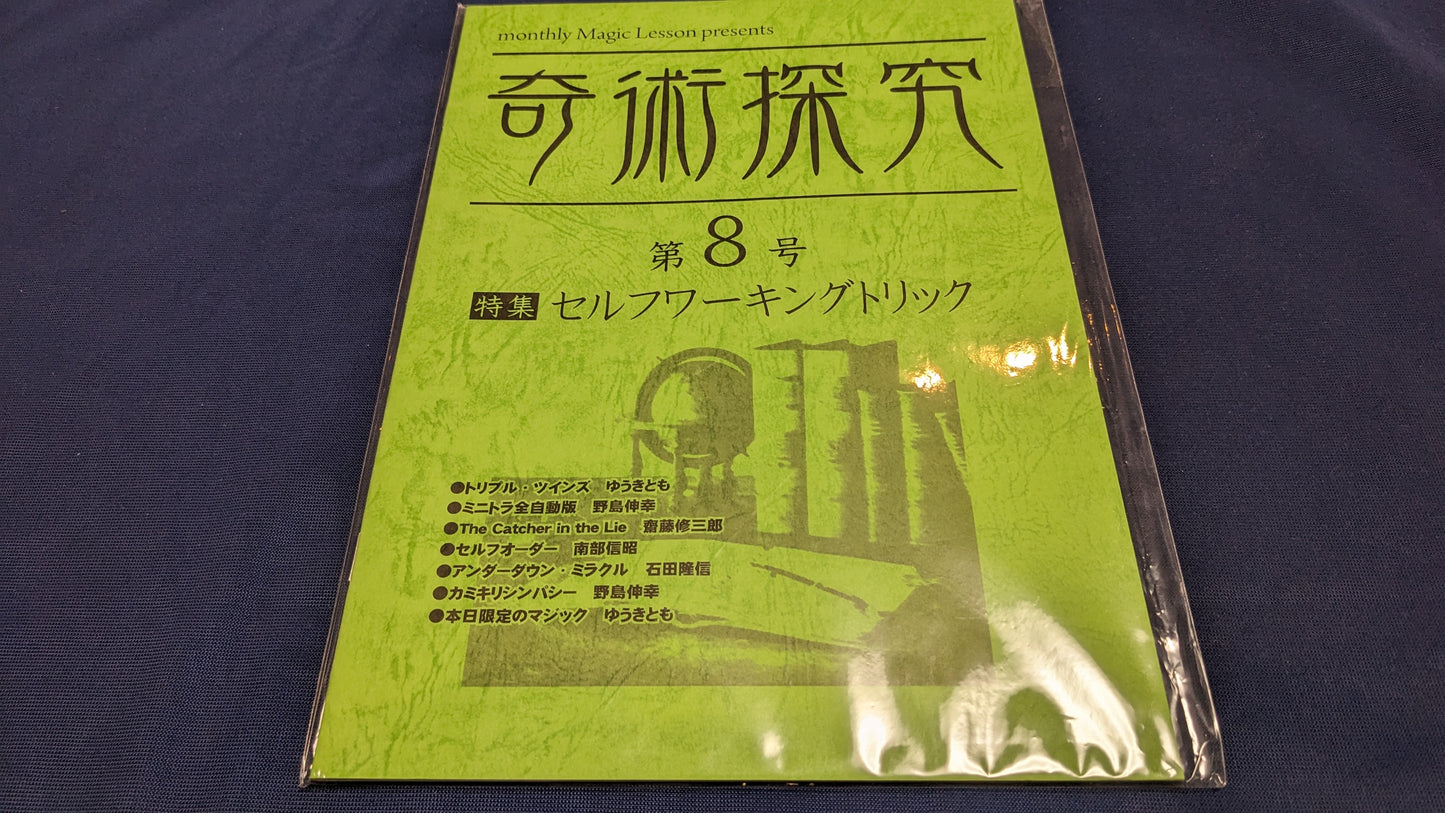 monthly Magic Lesson presents
奇術探究
第8号
特集 セルフワーキングトリック
●トリプル・ツインズ ゆうきとも
●ミニトラ全自動版 野島伸幸
●The Catcher in the Lie 齋藤修三郎
●セルフオーダー 南部信昭
●アンダーダウン・ミラクル 石田隆信
●カミキリシンパシー 野島伸幸
●本日限定のマジック ゆうきとも